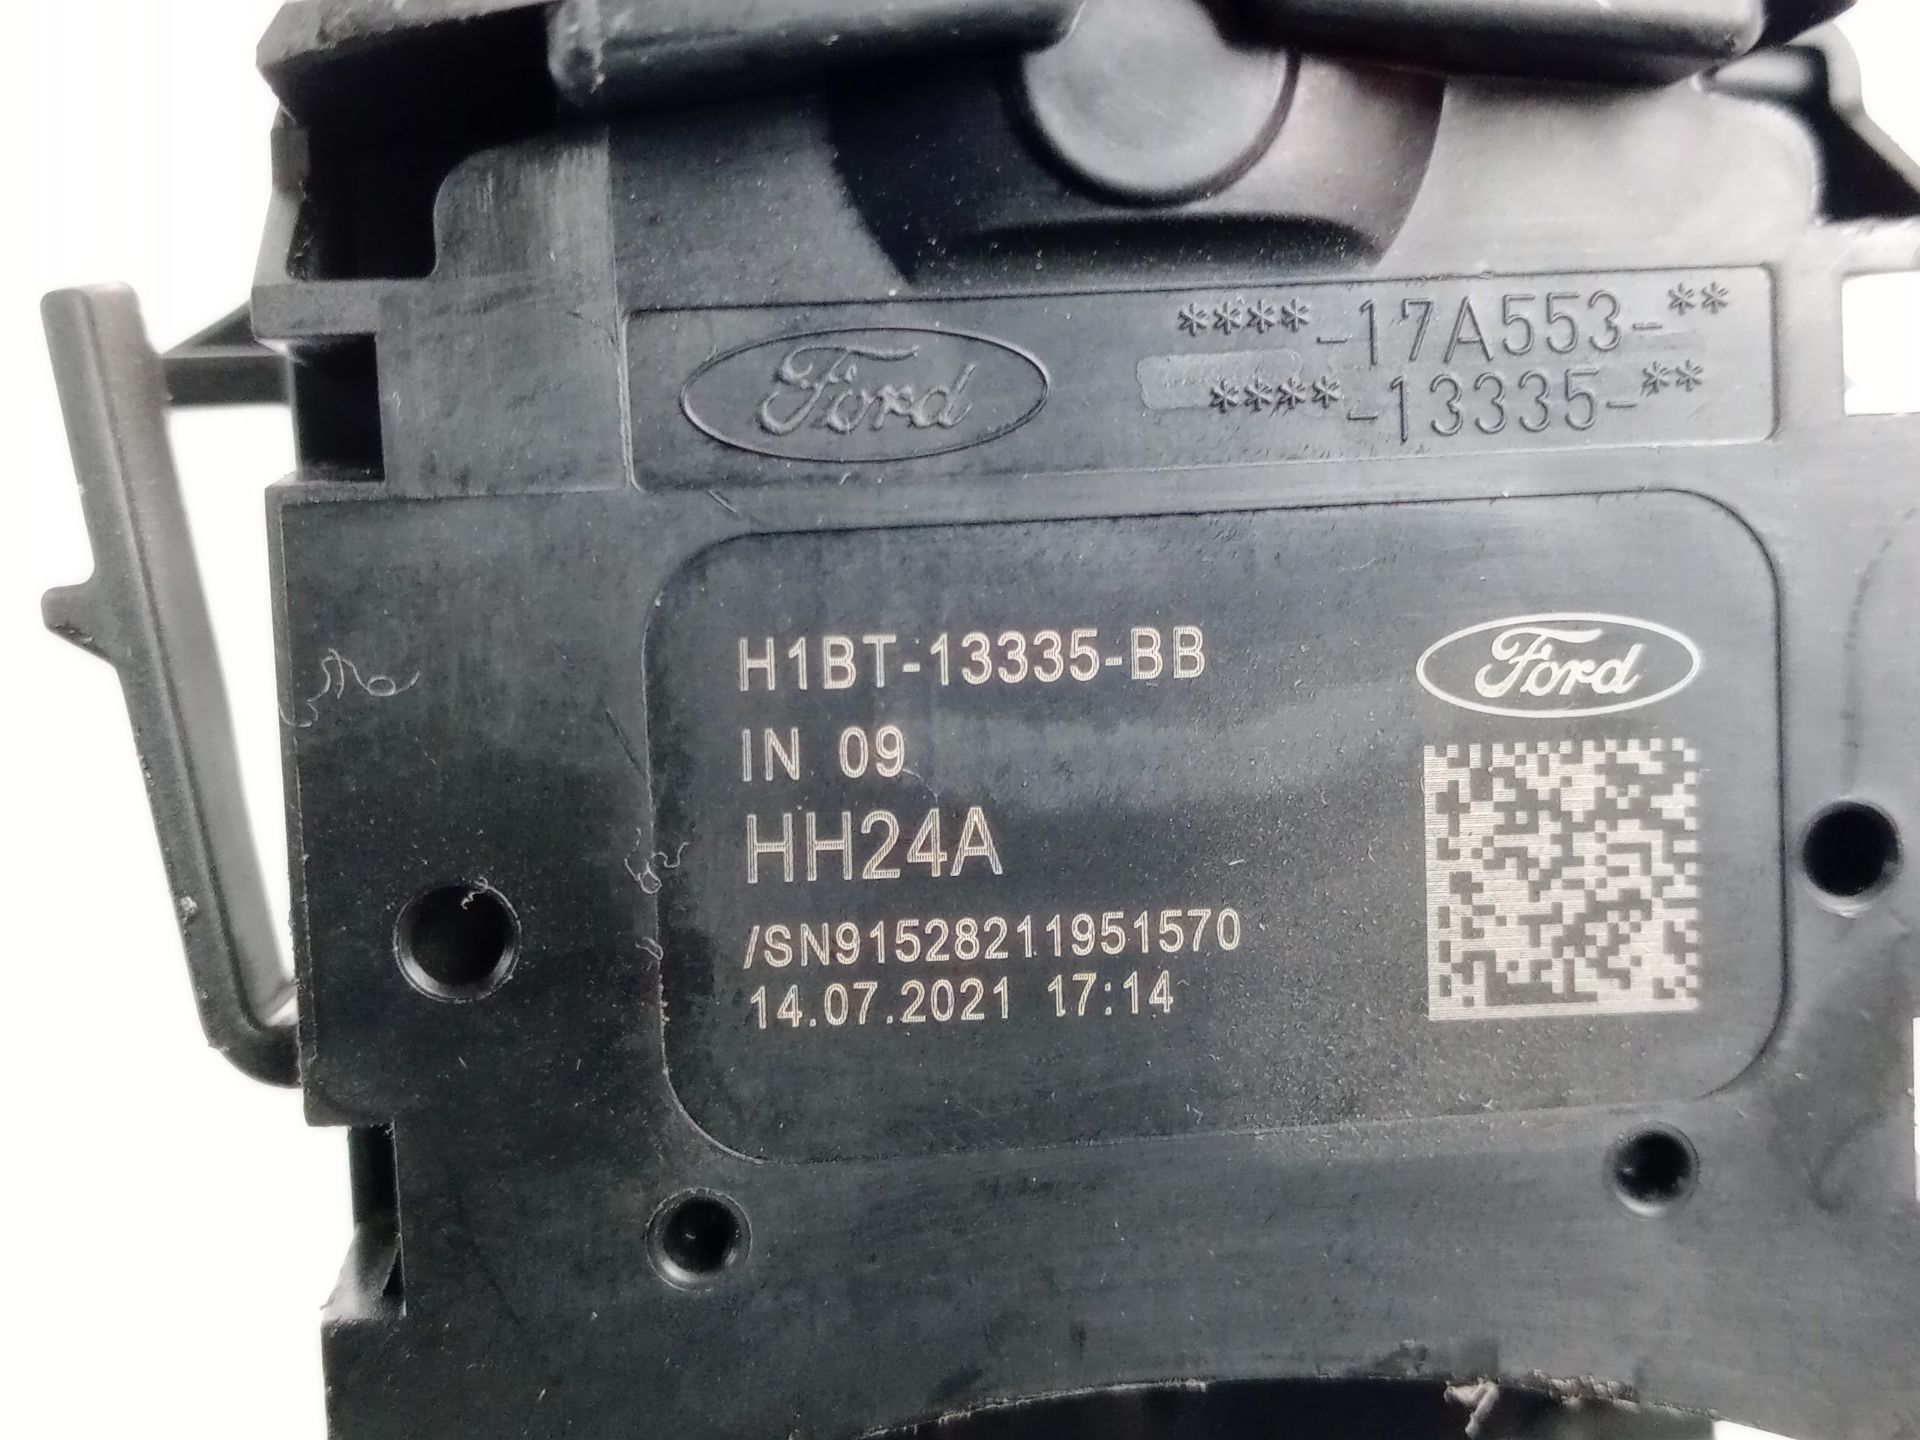 Ford
****-17A553-**
****-13335-**
H1BT-13335-BB
Ford
IN 09
HH24A
/SN91528211951570
14.07.2021 17:14